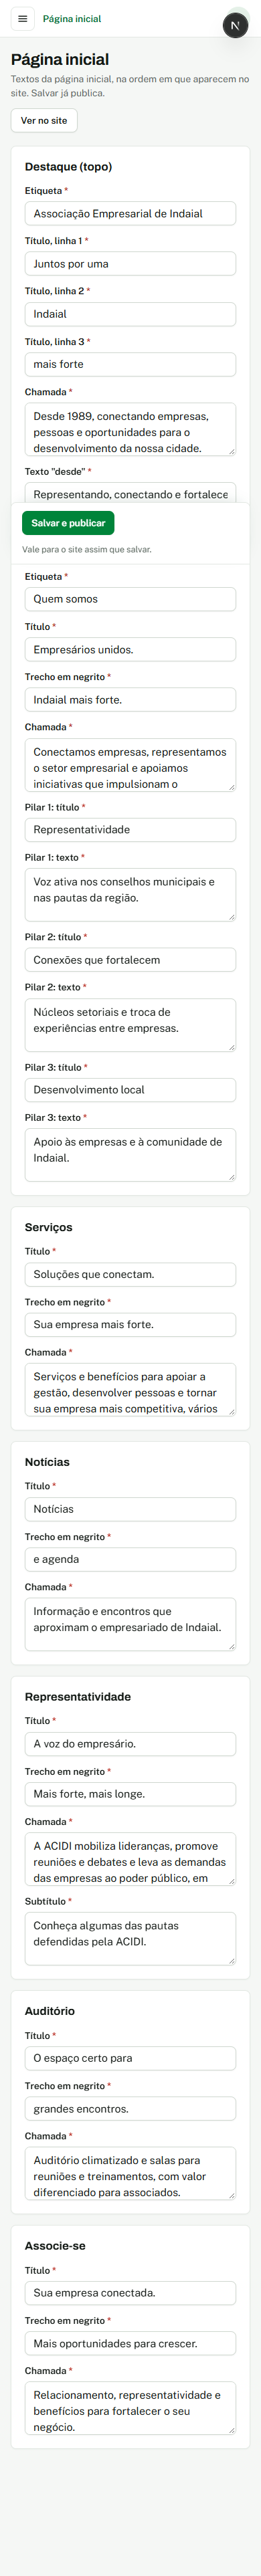 Página inicial
N
Página inicial
Textos da página inicial, na ordem em que aparecem no
site. Salvar já publica.
Ver no site
Destaque (topo)
Etiqueta *
Associação Empresarial de Indaial
Título, linha 1 *
Juntos por uma
Título, linha 2 *
Indaial
Título, linha 3 *
mais forte
Chamada *
Desde 1989, conectando empresas,
pessoas e oportunidades para o
desenvolvimento da nossa cidade.
Texto "desde" *
Representando, conectando e fortalece
Salvar e publicar
Vale para o site assim que salvar.
Etiqueta *
Quem somos
Título *
Empresários unidos.
Trecho em negrito *
Indaial mais forte.
Chamada *
Conectamos empresas, representamos
o setor empresarial e apoiamos
iniciativas que impulsionam o
Pilar 1: título *
Representatividade
Pilar 1: texto *
Voz ativa nos conselhos municipais e
nas pautas da região.
Pilar 2: título *
Conexões que fortalecem
Pilar 2: texto *
Núcleos setoriais e troca de
experiências entre empresas.
Pilar 3: título *
Desenvolvimento local
Pilar 3: texto *
Apoio às empresas e à comunidade de
Indaial.
Serviços
Título *
Soluções que conectam.
Trecho em negrito *
Sua empresa mais forte.
Chamada *
Serviços e benefícios para apoiar a
gestão, desenvolver pessoas e tornar
sua empresa mais competitiva, vários
Notícias
Título *
Notícias
Trecho em negrito *
e agenda
Chamada *
Informação e encontros que
aproximam o empresariado de Indaial.
Representatividade
Título *
A voz do empresário.
Trecho em negrito *
Mais forte, mais longe.
Chamada *
A ACIDI mobiliza lideranças, promove
reuniões e debates e leva as demandas
das empresas ao poder público, em
Subtítulo *
Conheça algumas das pautas
defendidas pela ACIDI.
Auditório
Título *
O espaço certo para
Trecho em negrito *
grandes encontros.
Chamada *
Auditório climatizado e salas para
reuniões e treinamentos, com valor
diferenciado para associados.
Associe-se
Título *
Sua empresa conectada.
Trecho em negrito *
Mais oportunidades para crescer.
Chamada *
Relacionamento, representatividade e
benefícios para fortalecer o seu
negócio.